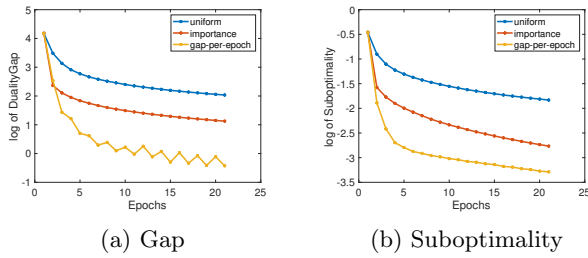 5
4
3
2
1
0
-1
0
5
10
15
20
25
Epochs
log of DualityGap
uniform
importance
gap-per-epoch
(a) Gap
0
-0.5
-1
-1.5
-2
-2.5
-3
-3.5
0
5
10
15
20
25
Epochs
log of Suboptimality
uniform
importance
gap-per-epoch
(b) Suboptimality